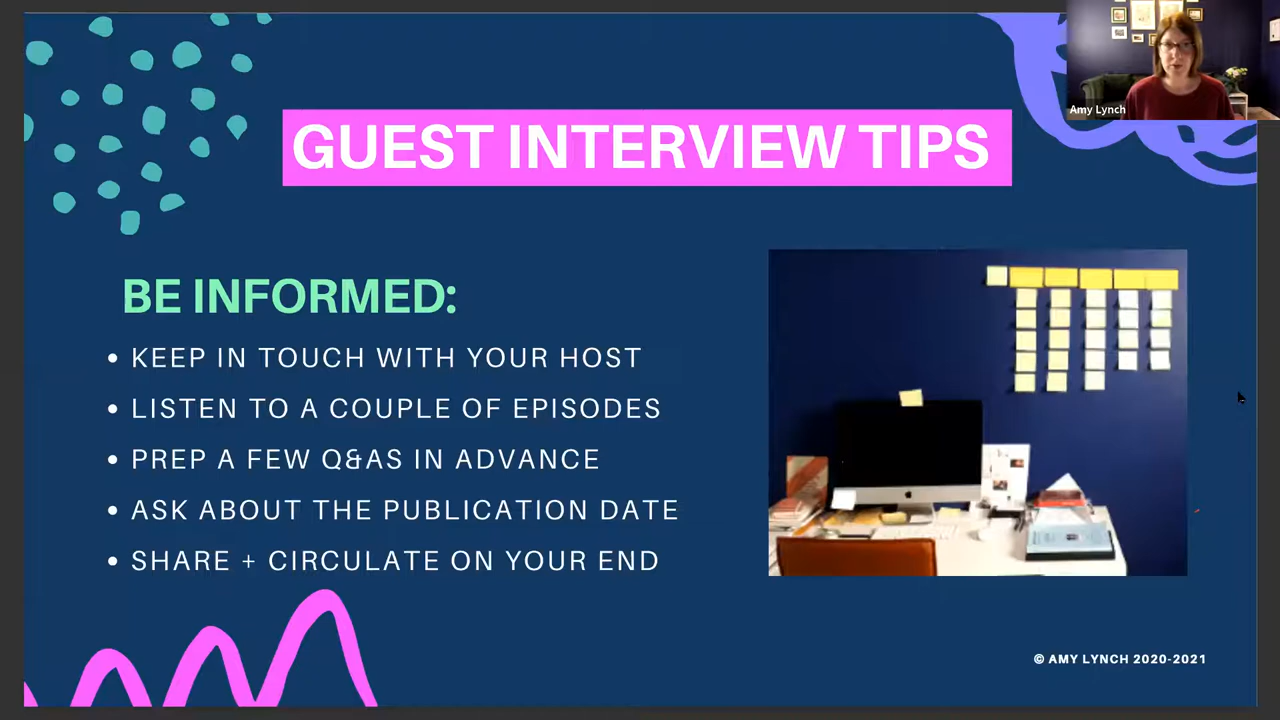 Amy Lynch
GUEST INTERVIEW TIPS
BE INFORMED:
• KEEP IN TOUCH WITH YOUR HOST
• LISTEN TO A COUPLE OF EPISODES
• PREP A FEW Q&AS IN ADVANCE
• ASK ABOUT THE PUBLICATION DATE
• SHARE + CIRCULATE ON YOUR END
© AMY LYNCH 2020-2021